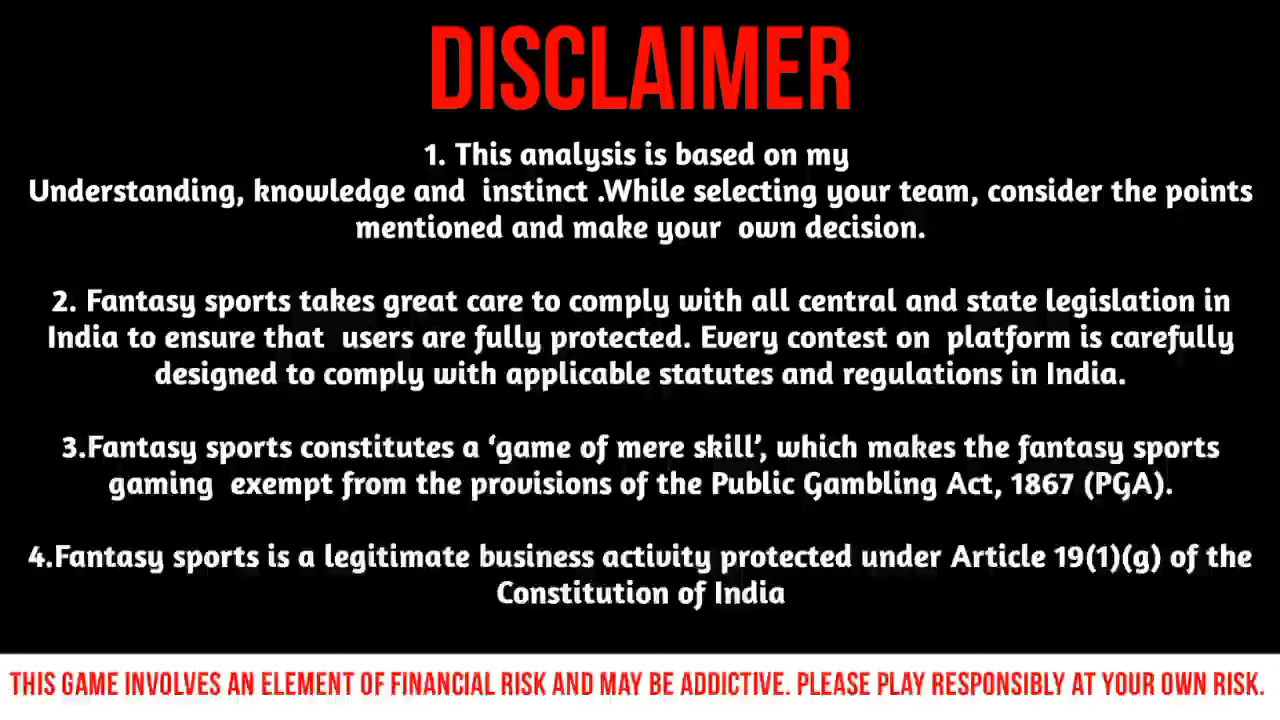 DISCLAIMER
1. This analysis is based on my
Understanding, knowledge and instinct .While selecting your team, consider the points
mentioned and make your own decision.
2. Fantasy sports takes great care to comply with all central and state legislation in
India to ensure that users are fully protected. Every contest on platform is carefully
designed to comply with applicable statutes and regulations in India.
3.Fantasy sports constitutes a ‘game of mere skill’, which makes the fantasy sports
gaming exempt from the provisions of the Public Gambling Act, 1867 (PGA).
4.Fantasy sports is a legitimate business activity protected under Article 19(1)(g) of the
Constitution of India
THIS GAME INVOLVES AN ELEMENT OF FINANCIAL RISK AND MAY BE ADDICTIVE. PLEASE PLAY RESPONSIBLY AT YOUR OWN RISK.